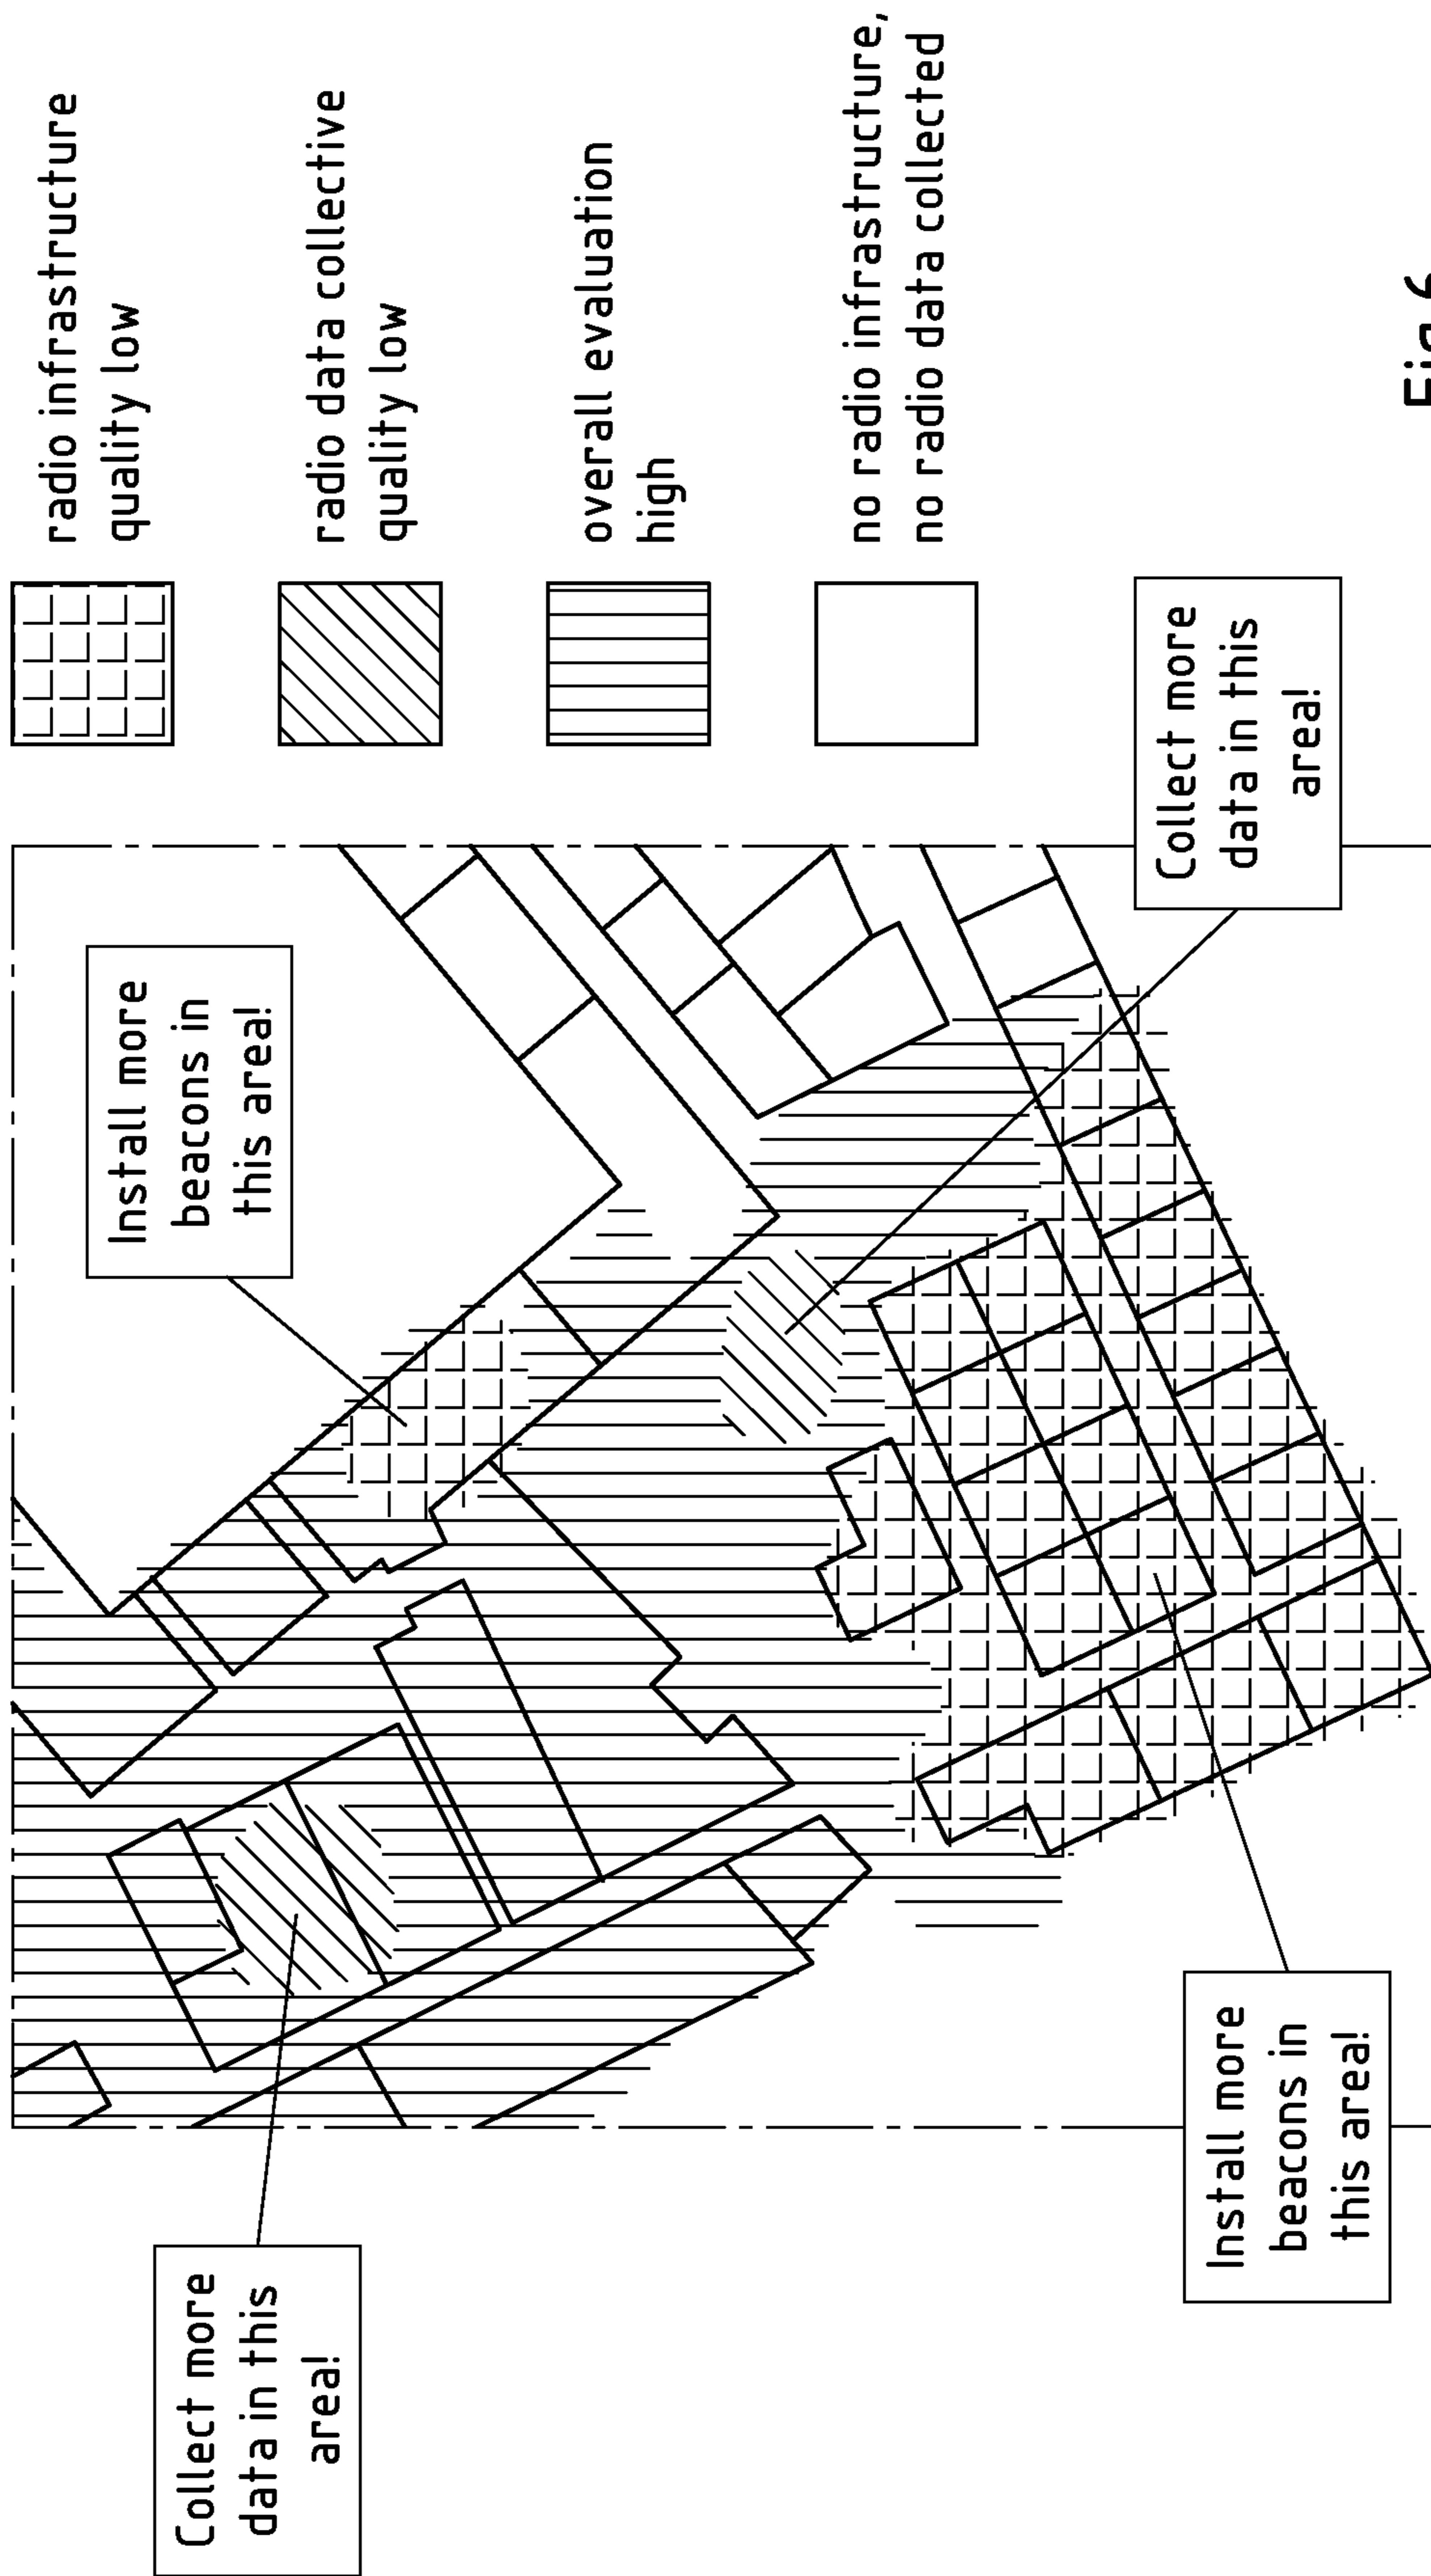 radio infrastructure
quality low
radio data collective
quality low
overall evaluation
high
no radio infrastructure,
no radio data collected
Install more
beacons in
this area!
Collect more
data in this
area!
Collect more
data in this
area!
Install more
beacons in
this area!
Fig.6